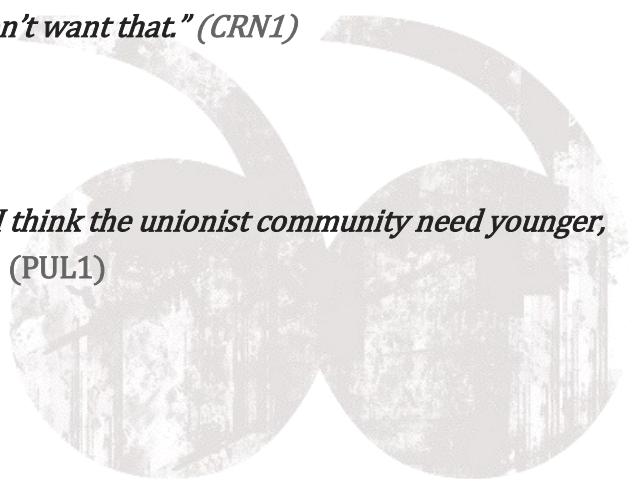 n’t want that.” (CRN1)
I think the unionist community need younger,
(PUL1)